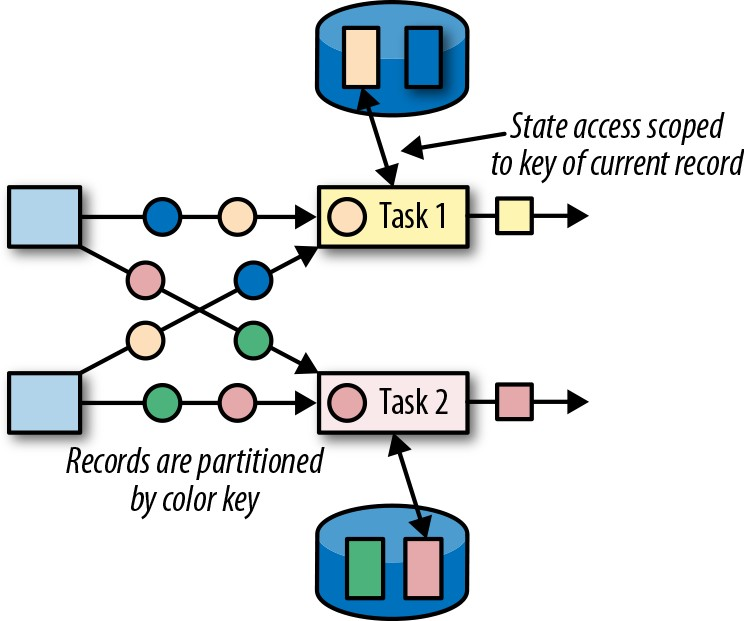 State access scoped
to key of current record
Task 1
Task 2
Records are partitioned
by color key